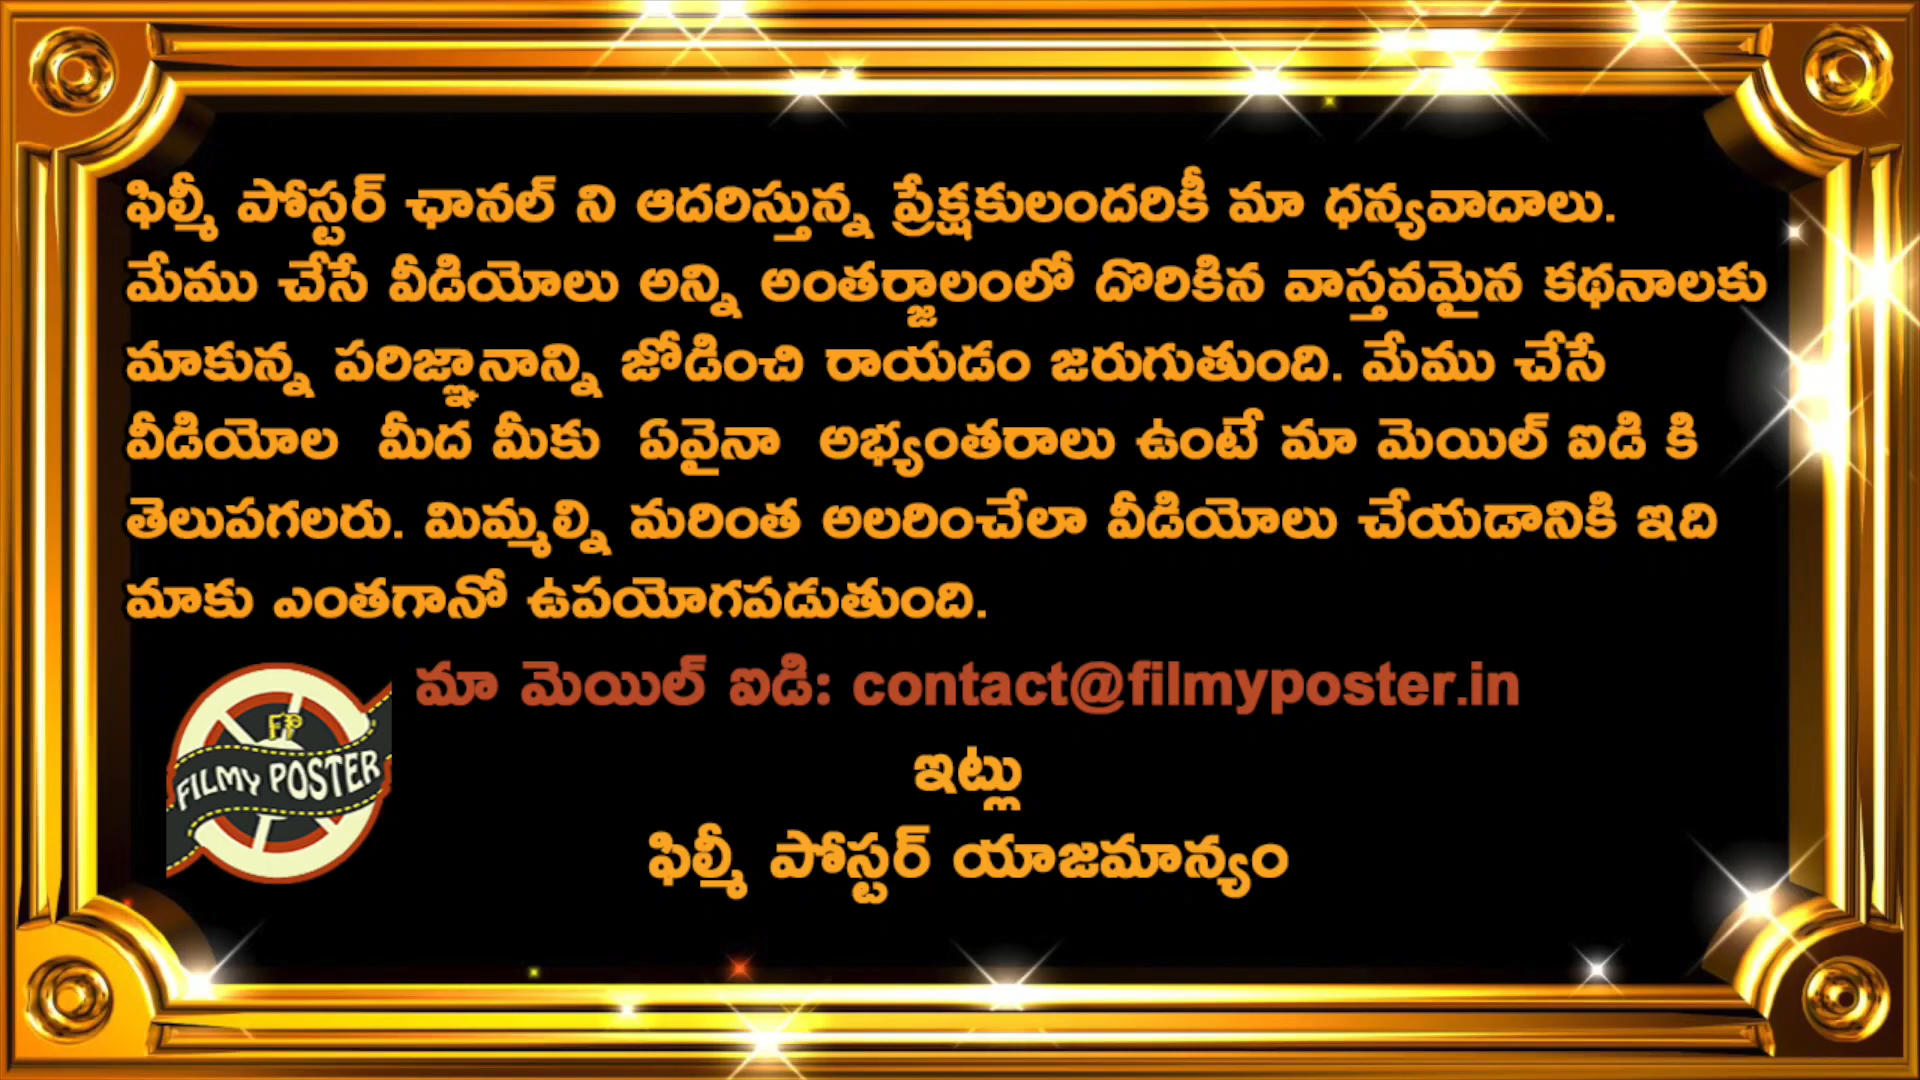 ఫిల్మీ పోస్టర్ ఛానల్ ని ఆదరిస్తున్న ప్రేక్షకులందరికీ మా ధన్యవాదాలు.
మేము చేసే వీడియోలు అన్ని అంతర్జాలంలో దొరికిన వాస్తవమైన కథనాలకు
మాకున్న పరిజ్ఞానాన్ని జోడించి రాయడం జరుగుతుంది. మేము చేసే
వీడియోల మీద మీకు ఏవైనా అభ్యంతరాలు ఉంటే మా మెయిల్ ఐడి కి
తెలుపగలరు. మిమ్మల్ని మరింత అలరించేలా వీడియోలు చేయడానికి ఇది
మాకు ఎంతగానో ఉపయోగపడుతుంది.
మా మెయిల్ ఐడి: contact@filmyposter.in
FP
FILMY POSTER
ఇట్లు
ఫిల్మీ పోస్టర్ యాజమాన్యం